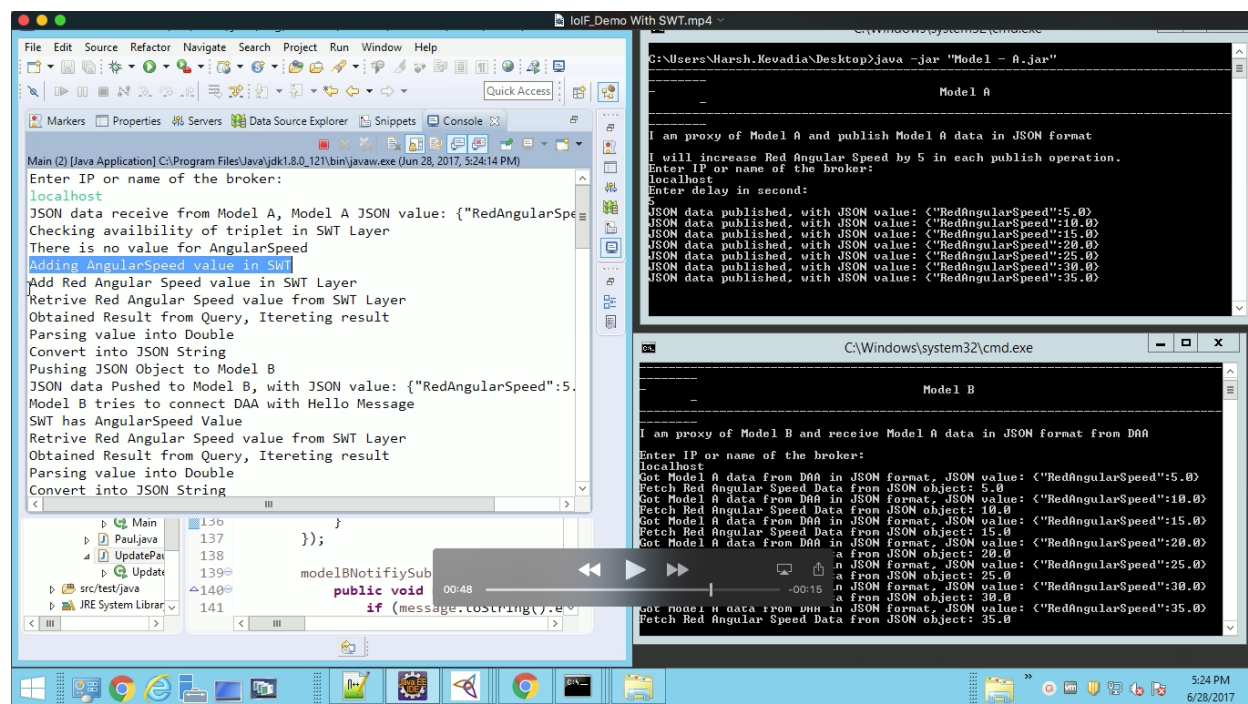 IoIF_Demo With SWT.mp4
File Edit Source Refactor Navigate Search Project Run Window Help
Quick Access
Markers Properties Servers Data Source Explorer Snippets Console
Main (2) [Java Application] C:\Program Files\Java\jdk1.8.0_121\bin\javaw.exe (Jun 28, 2017, 5:24:14 PM)
Enter IP or name of the broker:
localhost
JSON data receive from Model A, Model A JSON value: {"RedAngularSpe
Checking availbility of triplet in SWT Layer
There is no value for AngularSpeed
Adding AngularSpeed value in SWT
Add Red Angular Speed value in SWT Layer
Retrive Red Angular Speed value from SWT Layer
Obtained Result from Query, Itereting result
Parsing value into Double
Convert into JSON String
Pushing JSON Object to Model B
JSON data Pushed to Model B, with JSON value: {"RedAngularSpeed":5.
Model B tries to connect DAA with Hello Message
SWT has AngularSpeed Value
Retrive Red Angular Speed value from SWT Layer
Obtained Result from Query, Itereting result
Parsing value into Double
Convert into JSON String
Main
Paul.java
UpdatePau
Update
src/test/java
JRE System Librar
136 }
137 });
138
139 modelBNotifiySub
140 public void
141 if (message.toString().e
C:\Windows\system32\cmd.exe
C:\Users\Harsh.Kevadia\Desktop>java -jar "Model - A.jar"
Model A
I am proxy of Model A and publish Model A data in JSON format
I will increase Red Angular Speed by 5 in each publish operation.
Enter IP or name of the broker:
localhost
Enter delay in second:
5
JSON data published, with JSON value: {"RedAngularSpeed":5.0}
JSON data published, with JSON value: {"RedAngularSpeed":10.0}
JSON data published, with JSON value: {"RedAngularSpeed":15.0}
JSON data published, with JSON value: {"RedAngularSpeed":20.0}
JSON data published, with JSON value: {"RedAngularSpeed":25.0}
JSON data published, with JSON value: {"RedAngularSpeed":30.0}
JSON data published, with JSON value: {"RedAngularSpeed":35.0}
C:\Windows\system32\cmd.exe
Model B
I am proxy of Model B and receive Model A data in JSON format from DAA
Enter IP or name of the broker:
localhost
Got Model A data from DAA in JSON format, JSON value: {"RedAngularSpeed":5.0}
Fetch Red Angular Speed Data from JSON object: 5.0
Got Model A data from DAA in JSON format, JSON value: {"RedAngularSpeed":10.0}
Fetch Red Angular Speed Data from JSON object: 10.0
Got Model A data from DAA in JSON format, JSON value: {"RedAngularSpeed":15.0}
Fetch Red Angular Speed Data from JSON object: 15.0
Got Model A data from DAA in JSON format, JSON value: {"RedAngularSpeed":20.0}
ta from JSON object: 20.0
n JSON format, JSON value: {"RedAngularSpeed":25.0}
a from JSON object: 25.0
n JSON format, JSON value: {"RedAngularSpeed":30.0}
a from JSON object: 30.0
Got Model A data from DAA in JSON format, JSON value: {"RedAngularSpeed":35.0}
Fetch Red Angular Speed Data from JSON object: 35.0
00:48
-00:15
5:24 PM
6/28/2017